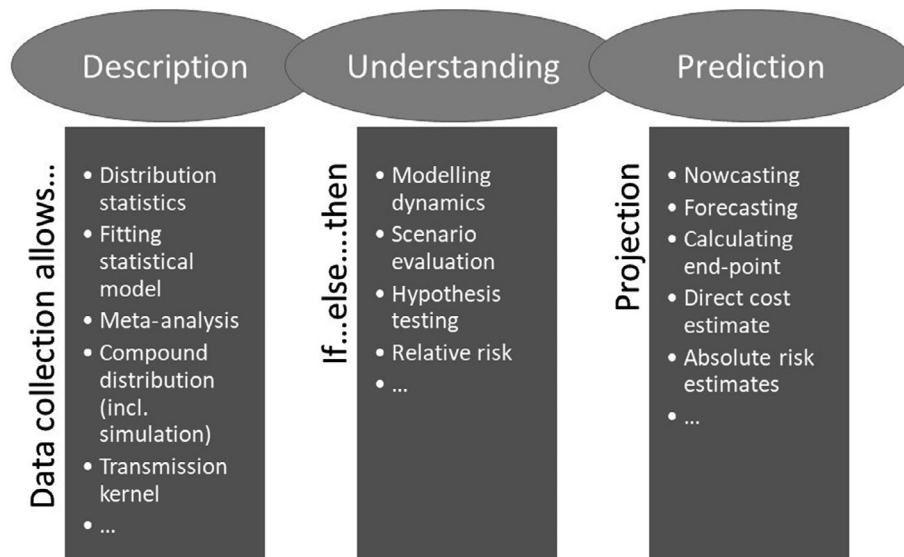 Description
Understanding
Prediction
Data collection allows...
• Distribution
statistics
• Fitting
statistical
model
• Meta-analysis
• Compound
distribution
(incl.
simulation)
• Transmission
kernel
• ...
If...else....then
• Modelling
dynamics
• Scenario
evaluation
• Hypothesis
testing
• Relative risk
• ...
Projection
• Nowcasting
• Forecasting
• Calculating
end-point
• Direct cost
estimate
• Absolute risk
estimates
• ...